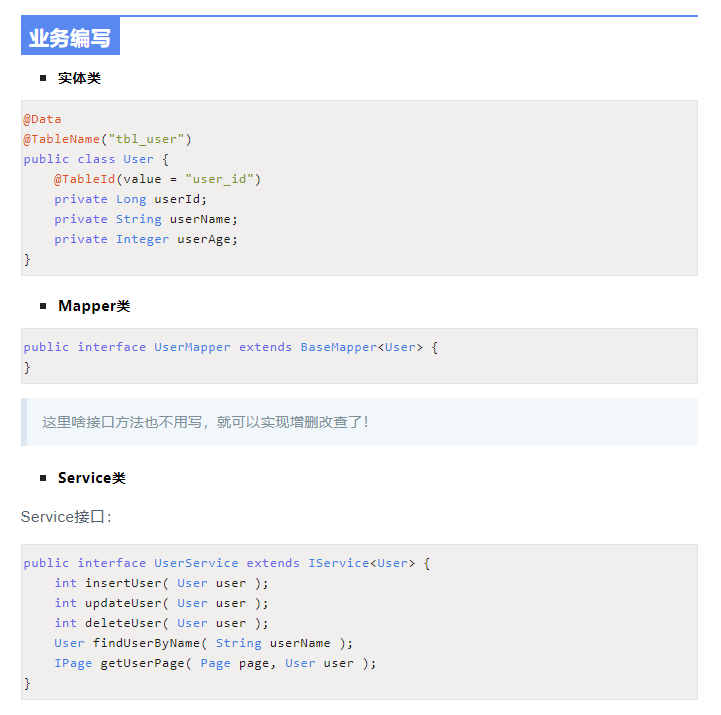 业务编写
实体类
@Data
@TableName("tbl_user")
public class User {
    @TableId(value = "user_id")
    private Long userId;
    private String userName;
    private Integer userAge;
}
Mapper类
public interface UserMapper extends BaseMapper<User> {
}
这里啥接口方法也不用写，就可以实现增删改查了！
Service类
Service接口：
public interface UserService extends IService<User> {
    int insertUser( User user );
    int updateUser( User user );
    int deleteUser( User user );
    User findUserByName( String userName );
    IPage getUserPage( Page page, User user );
}